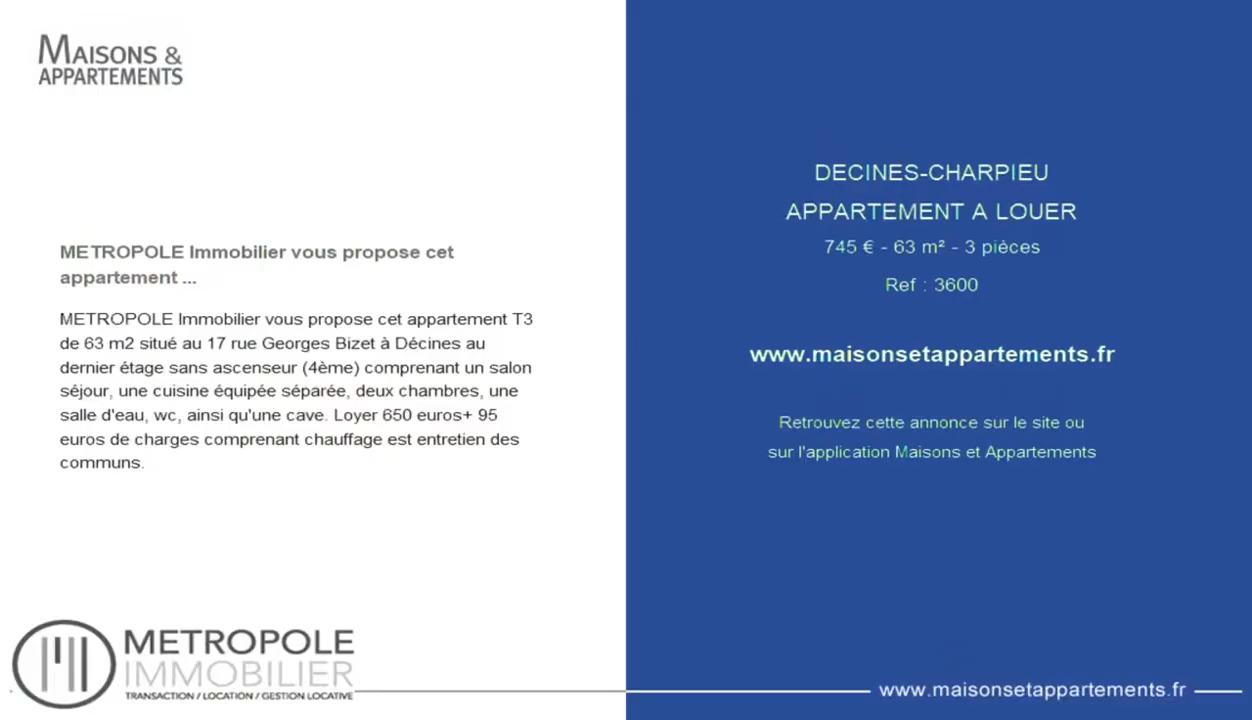 MAISONS &
APPARTEMENTS
METROPOLE Immobilier vous propose cet
appartement ...
METROPOLE Immobilier vous propose cet appartement T3
de 63 m2 situé au 17 rue Georges Bizet à Décines au
dernier étage sans ascenseur (4ème) comprenant un salon
séjour, une cuisine équipée séparée, deux chambres, une
salle d'eau, wc, ainsi qu'une cave. Loyer 650 euros+ 95
euros de charges comprenant chauffage est entretien des
communs.
METROPOLE
IMMOBILIER
TRANSACTION / LOCATION / GESTION LOCATIVE
DECINES-CHARPIEU
APPARTEMENT A LOUER
745 € - 63 m² - 3 pièces
Ref : 3600
www.maisonsetappartements.fr
Retrouvez cette annonce sur le site ou
sur l'application Maisons et Appartements
www.maisonsetappartements.fr